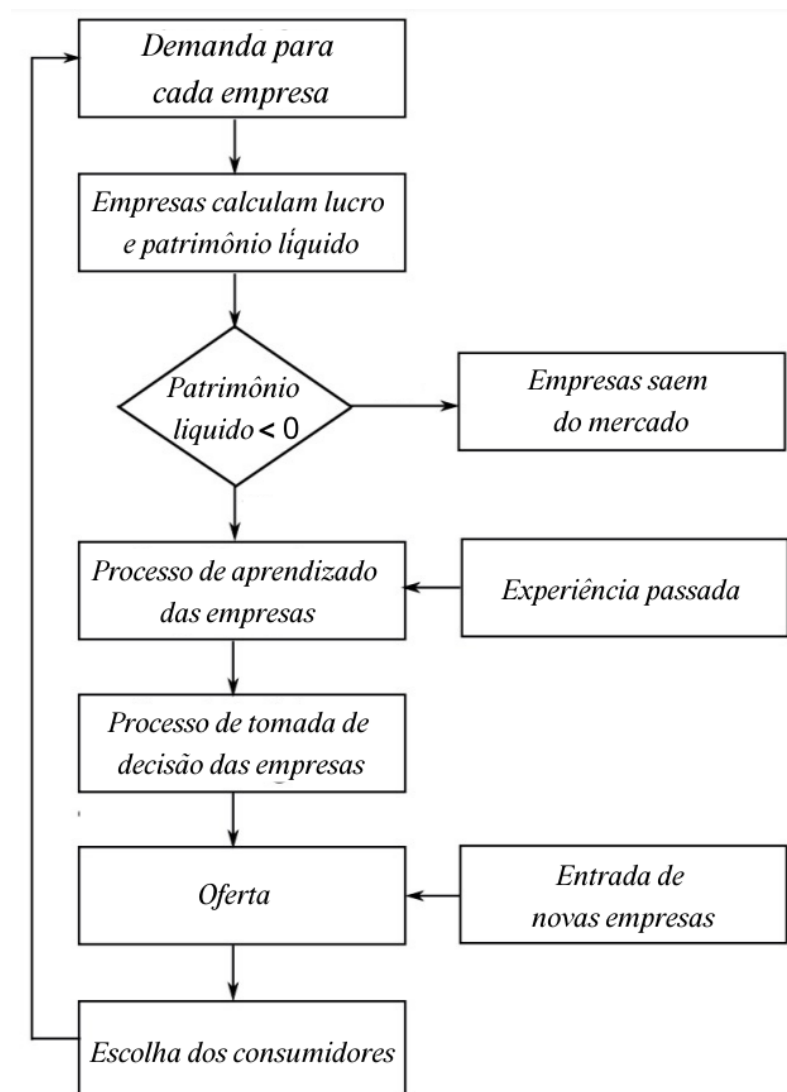 Demanda para
cada empresa
Empresas calculam lucro
e patrimônio líquido
Patrimônio
liquido < 0
Empresas saem
do mercado
Processo de aprendizado
das empresas
Experiência passada
Processo de tomada de
decisão das empresas
Oferta
Entrada de
novas empresas
Escolha dos consumidores